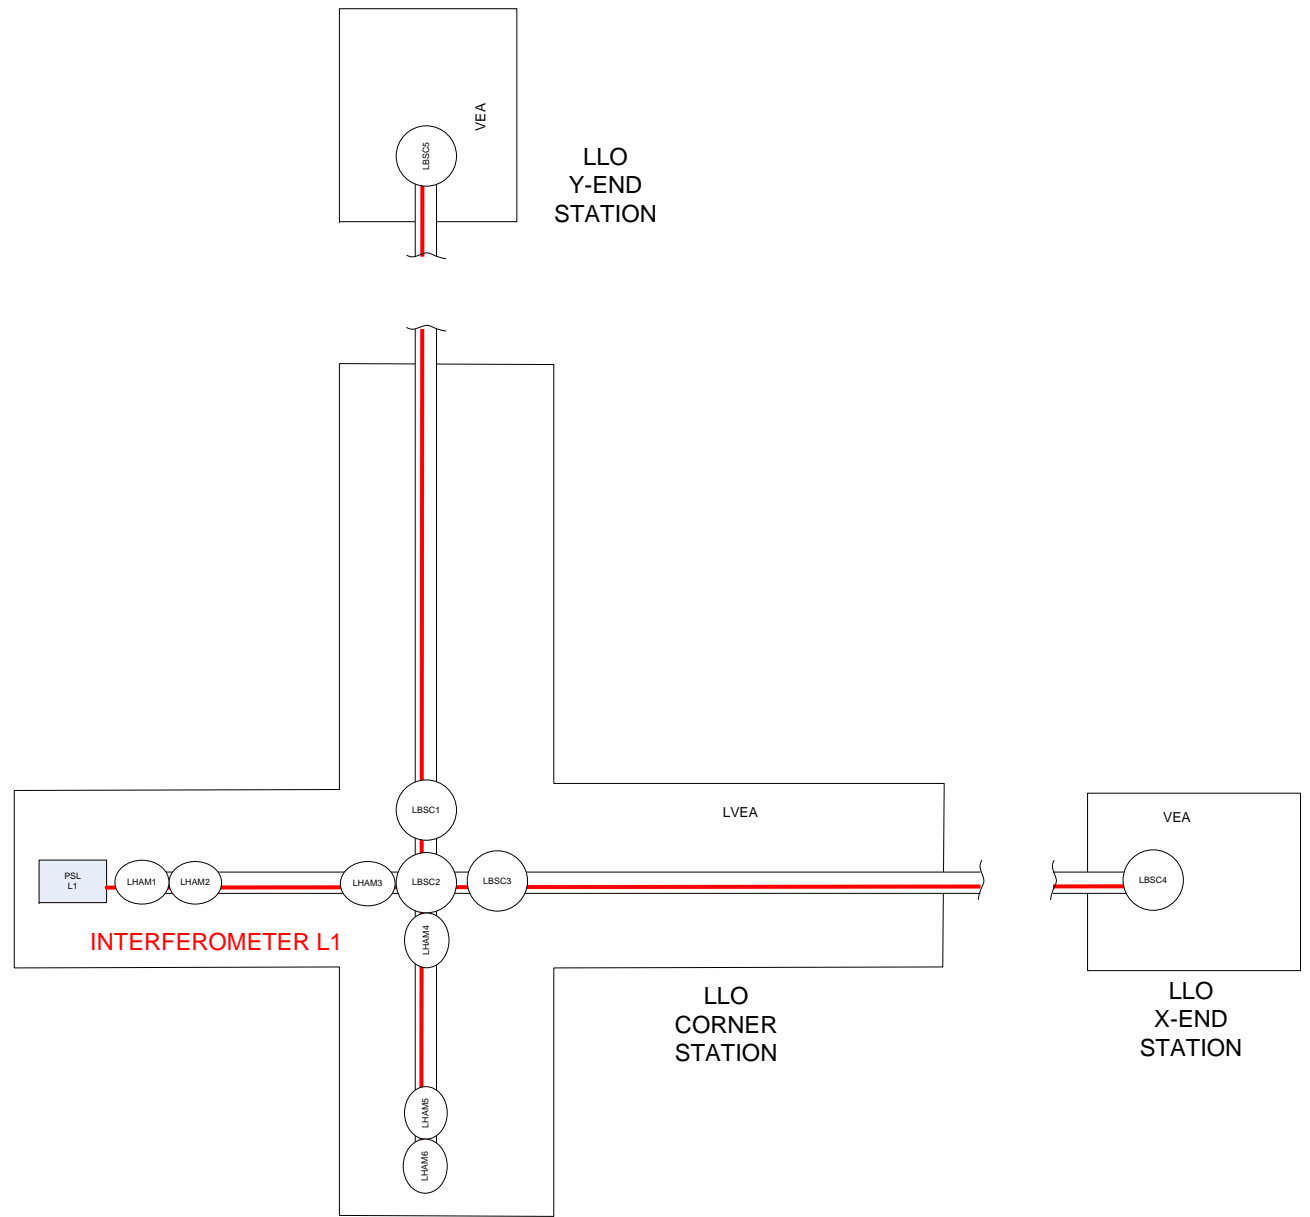 VEA
LBSC5
LLO
Y-END
STATION
LBSC1
LVEA
VEA
PSL
L1
LHAM1
LHAM2
LHAM3
LBSC2
LBSC3
LBSC4
INTERFEROMETER L1
LHAM4
LLO
CORNER
STATION
LLO
X-END
STATION
LHAM5
LHAM6